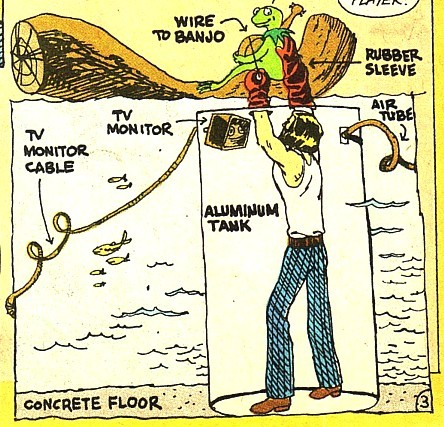 PLAYER.
WIRE
TO BANJO
RUBBER
SLEEVE
TV
MONITOR
AIR
TUBE
TV
MONITOR
CABLE
ALUMINUM
TANK
CONCRETE FLOOR
3